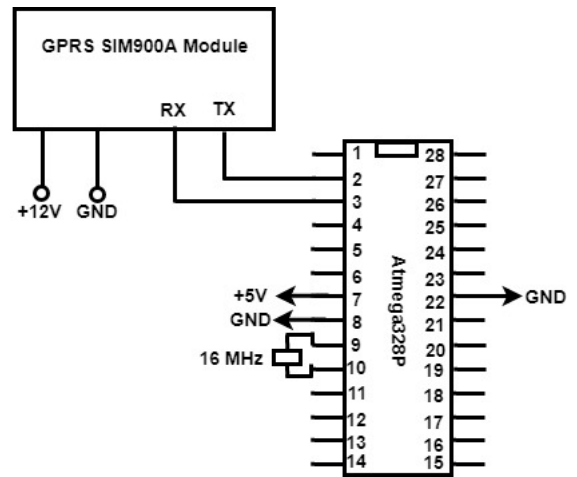 GPRS SIM900A Module
RX TX
+12V GND
1 28
2 27
3 26
4 25
5 24
6 23
+5V 7 22 GND
GND 8 21
9 20
16 MHz
10 19
11 18
12 17
13 16
14 15
Atmega328P